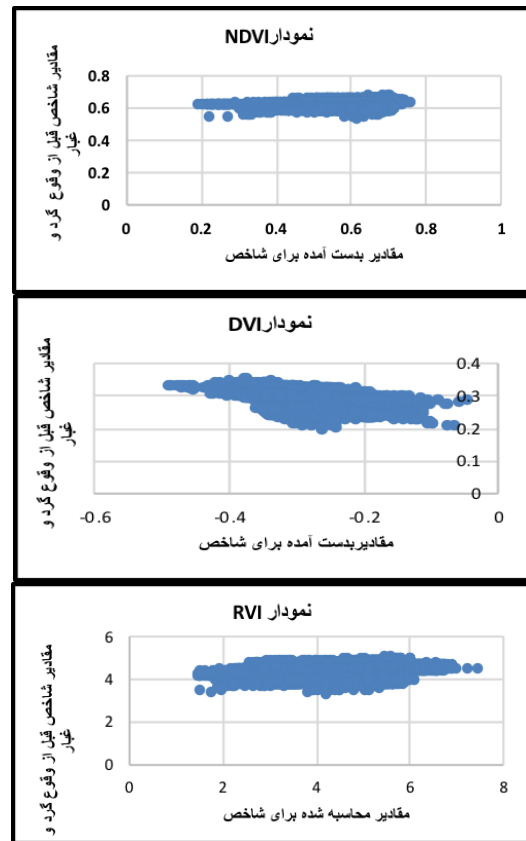 نمودار NDVI
مقادیر شاخص قبل از وقوع گرد و
غبار
0.8
0.6
0.4
0.2
0
0 0.2 0.4 0.6 0.8 1
مقادیر بدست آمده برای شاخص
نمودار DVI
مقادیر شاخص قبل از وقوع گرد و
غبار
0.4
0.3
0.2
0.1
0
-0.6 -0.4 -0.2 0
مقادیربدست آمده برای شاخص
نمودار RVI
مقادیر شاخص قبل از وقوع گرد و
غبار
6
4
2
0
0 2 4 6 8
مقادیر محاسبه شده برای شاخص